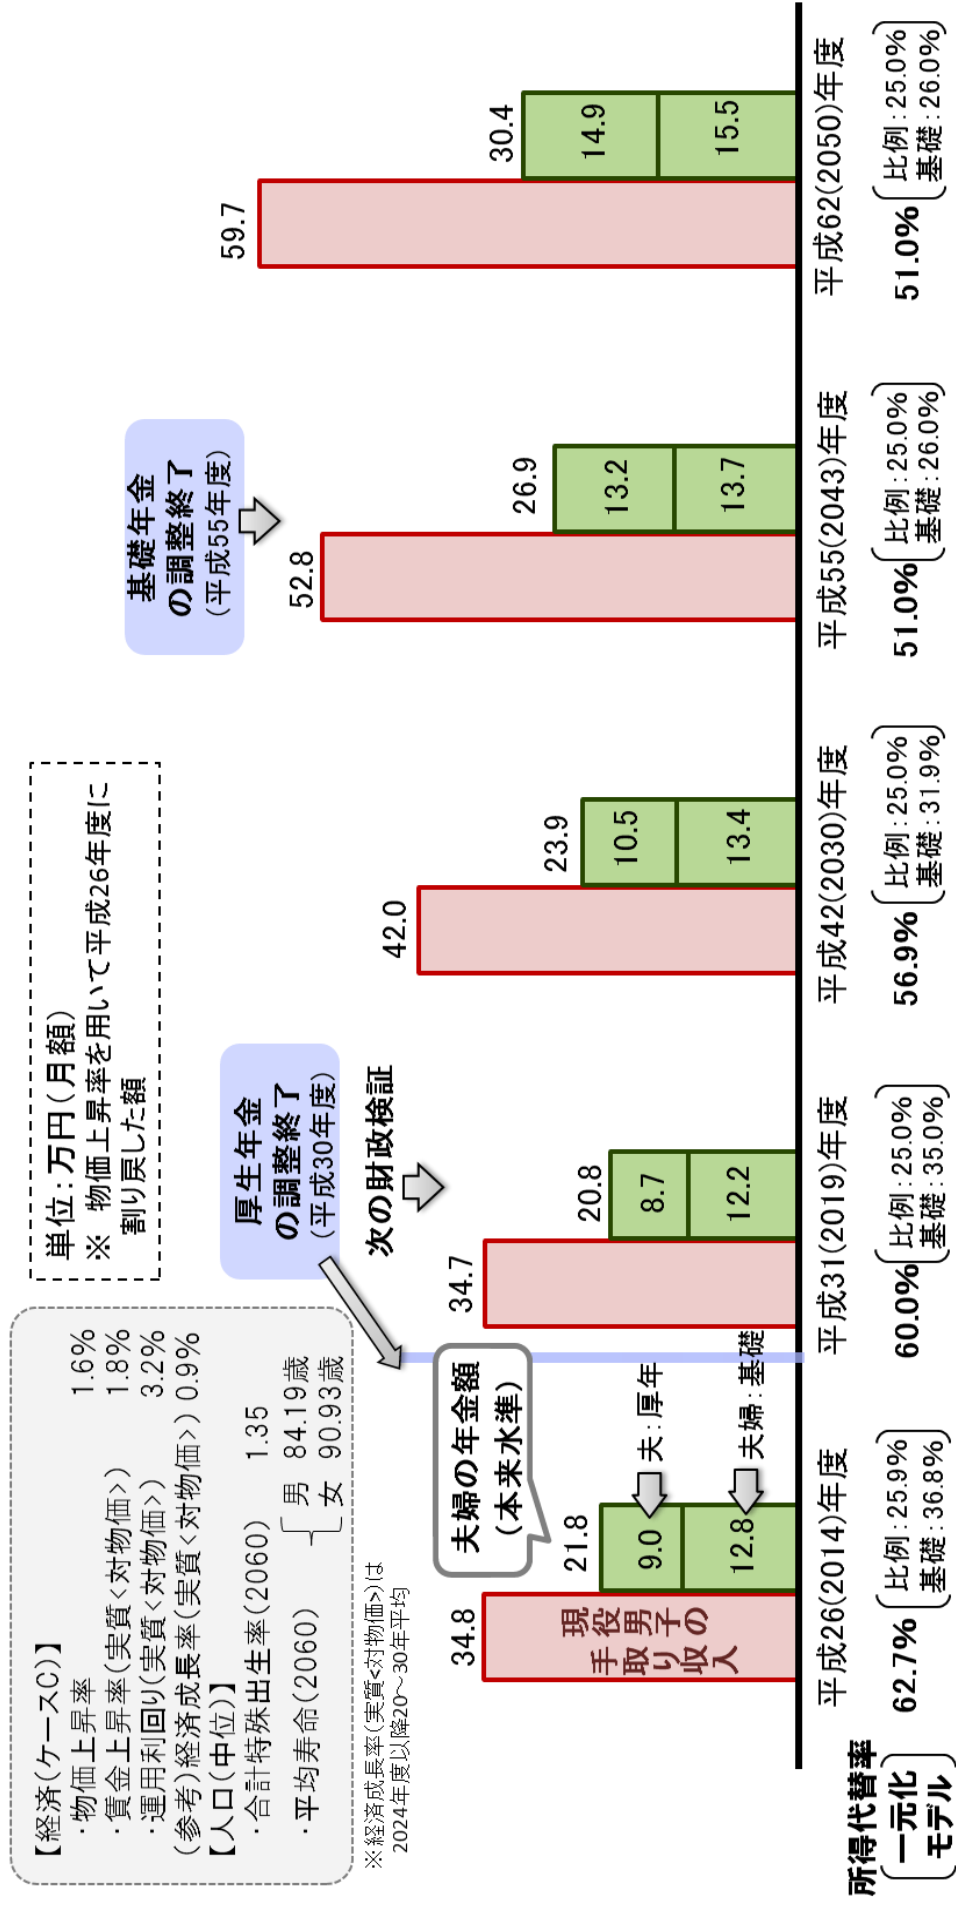 【経済(ケースC)】
・物価上昇率 1.6%
・賃金上昇率(実質<対物価>) 1.8%
・運用利回り(実質<対物価>) 3.2%
(参考)経済成長率(実質<対物価>) 0.9%
【人口(中位)】
・合計特殊出生率(2060) 1.35
・平均寿命(2060) 男 84.19歳
女 90.93歳
※経済成長率(実質<対物価>)は
2024年度以降20～30年平均
単位:万円(月額)
※ 物価上昇率を用いて平成26年度に
割り戻した額
厚生年金
の調整終了
(平成30年度)
次の財政検証
基礎年金
の調整終了
(平成55年度)
夫婦の年金額
(本来水準)
34.8
現役男子の
手取り収入
21.8
9.0
12.8
夫:厚年
夫婦:基礎
34.7
20.8
8.7
12.2
42.0
23.9
10.5
13.4
52.8
26.9
13.2
13.7
59.7
30.4
14.9
15.5
平成26(2014)年度
平成31(2019)年度
平成42(2030)年度
平成55(2043)年度
平成62(2050)年度
所得代替率
一元化
モデル
62.7%
比例:25.9%
基礎:36.8%
60.0%
比例:25.0%
基礎:35.0%
56.9%
比例:25.0%
基礎:31.9%
51.0%
比例:25.0%
基礎:26.0%
51.0%
比例:25.0%
基礎:26.0%